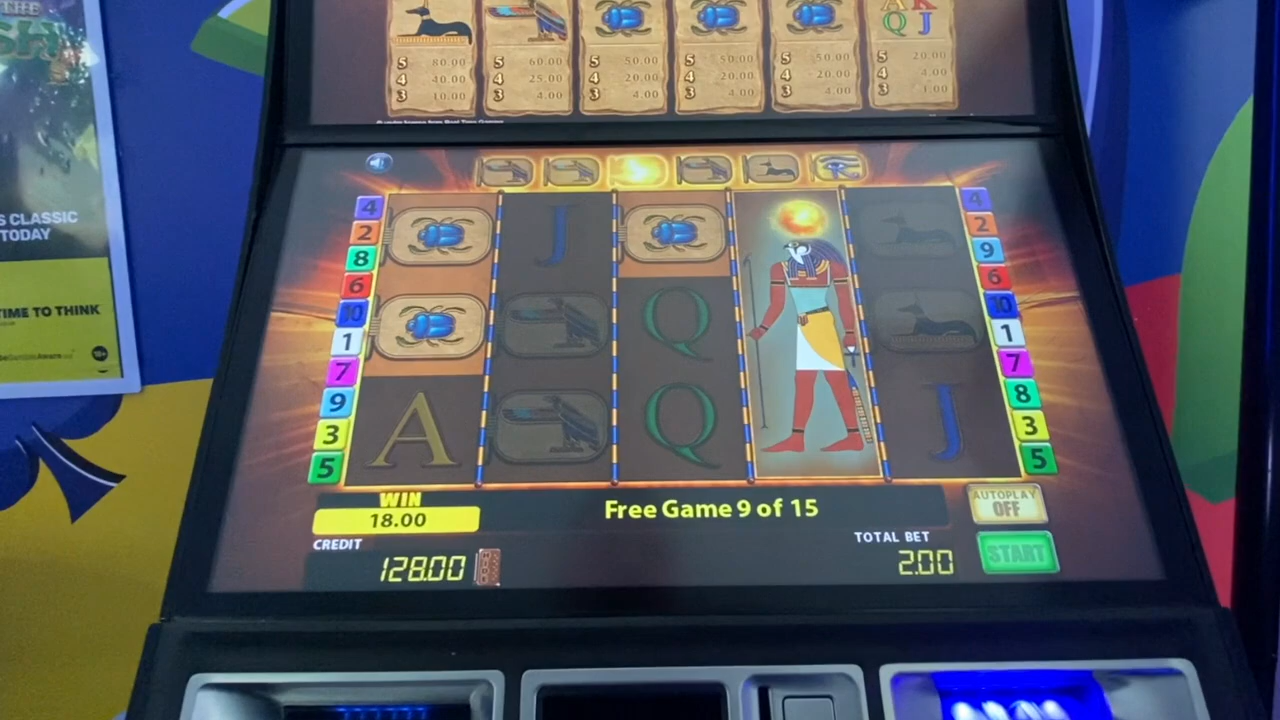 THE
SH
S CLASSIC
TODAY
TIME TO THINK
18+
A K
Q J
5 80.00
4 40.00
3 10.00
5 60.00
4 25.00
3 4.00
5 50.00
4 20.00
3 4.00
5 50.00
4 20.00
3 4.00
5 50.00
4 20.00
3 4.00
5 20.00
4 4.00
3 1.00
4
2
8
6
10
1
7
9
3
5
J
Q
A
Q
J
4
2
9
6
10
1
7
8
3
5
WIN
18.00
Free Game 9 of 15
AUTOPLAY
OFF
CREDIT
128.00
TOTAL BET
2.00
START